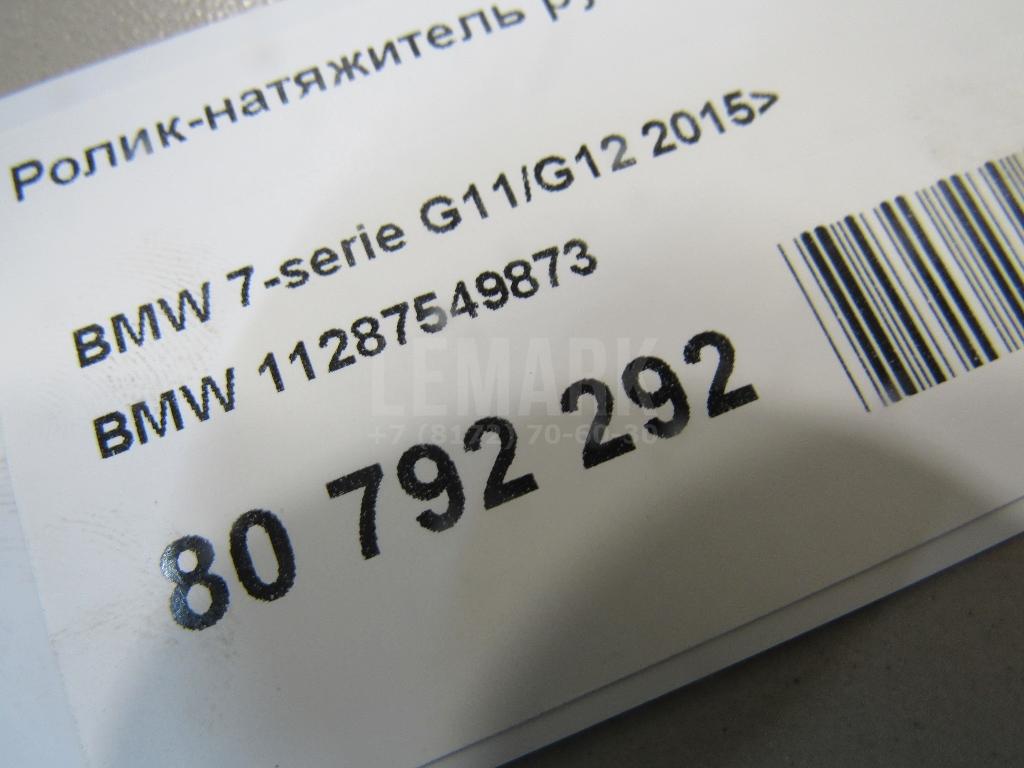 Ролик-натяжитель
BMW 7-serie G11/G12 2015>
BMW 11287549873
80 792 292
LEMARK